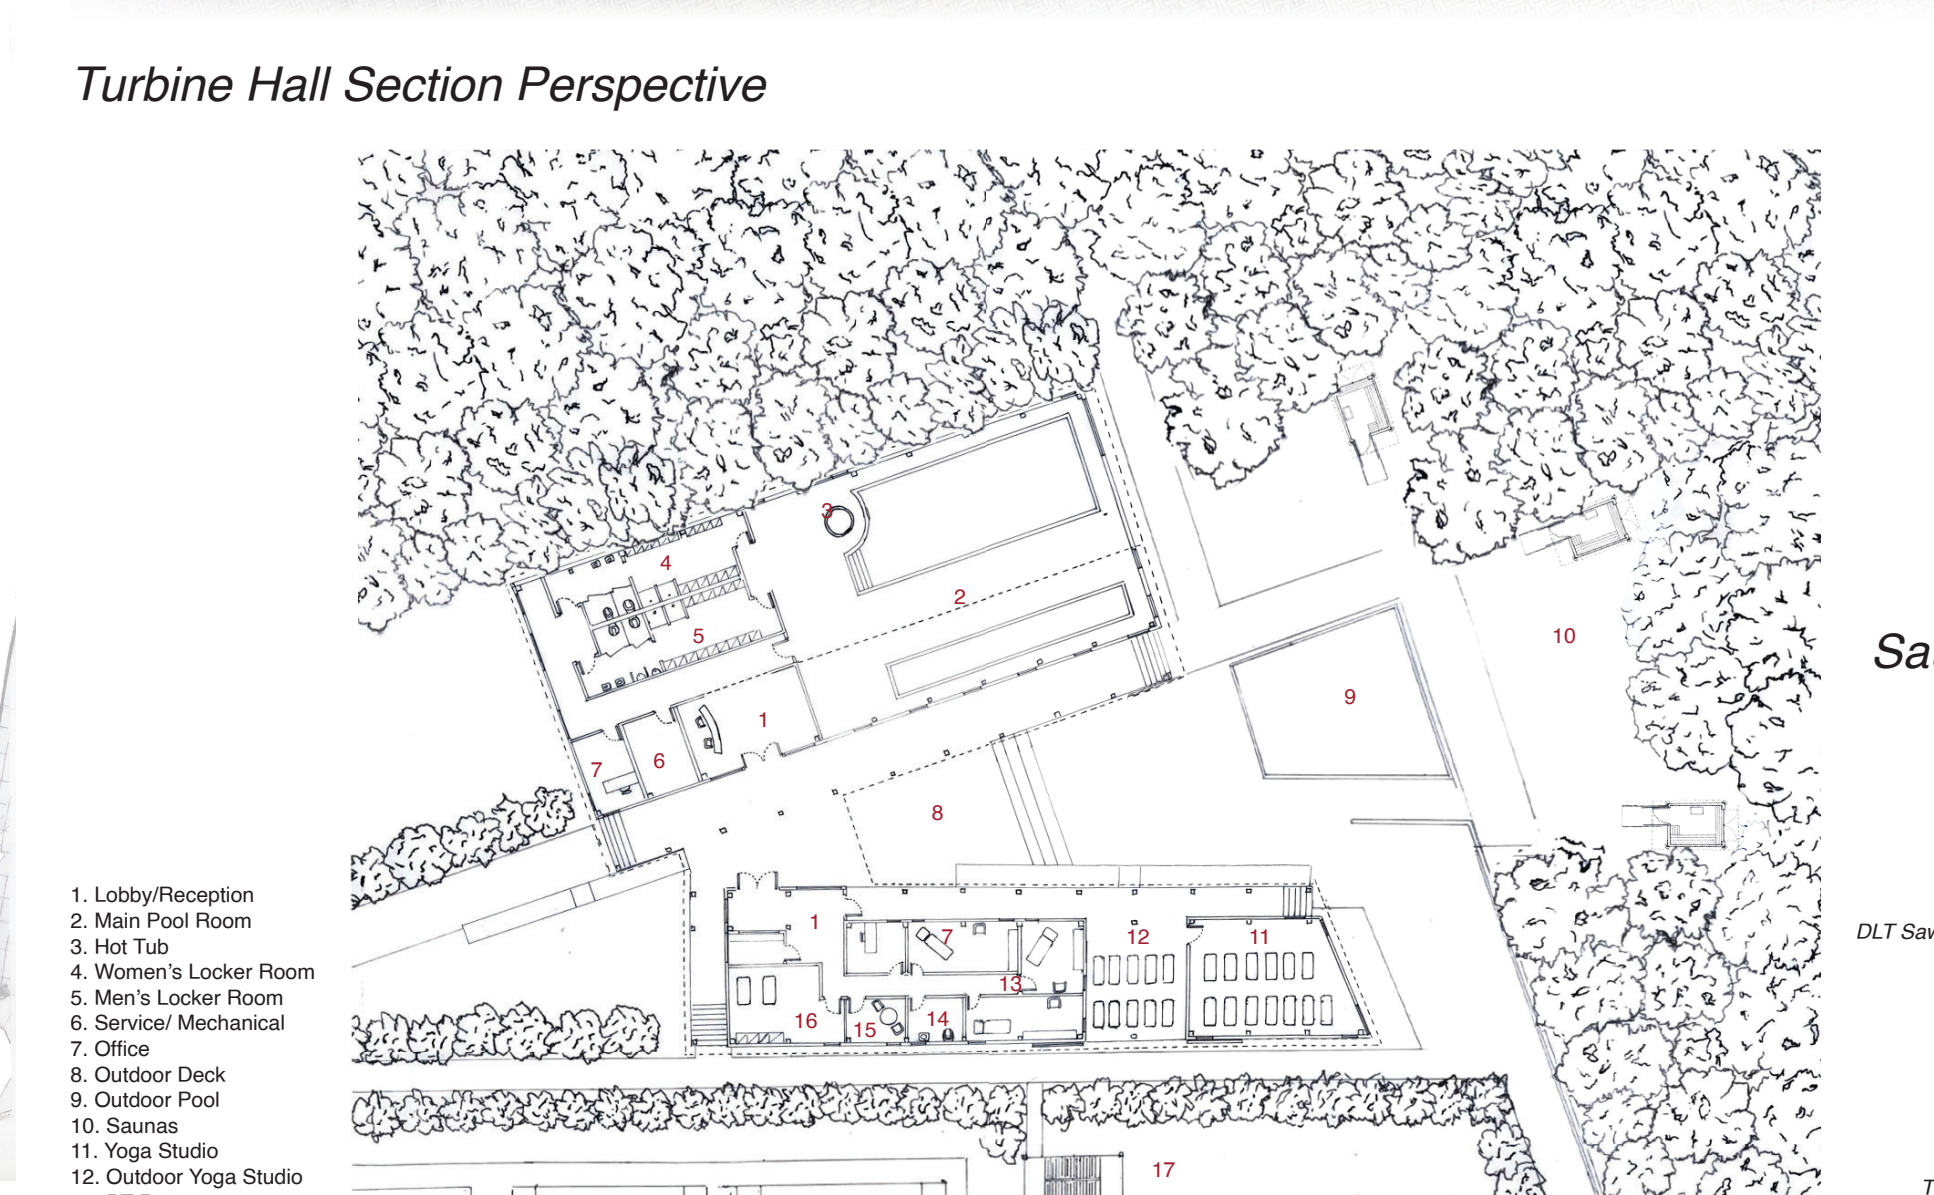 Turbine Hall Section Perspective
3
4
2
5
10
9
1
6
7
8
1
7
12
11
13
16
15
14
17
1. Lobby/Reception
2. Main Pool Room
3. Hot Tub
4. Women’s Locker Room
5. Men’s Locker Room
6. Service/ Mechanical
7. Office
8. Outdoor Deck
9. Outdoor Pool
10. Saunas
11. Yoga Studio
12. Outdoor Yoga Studio
DLT